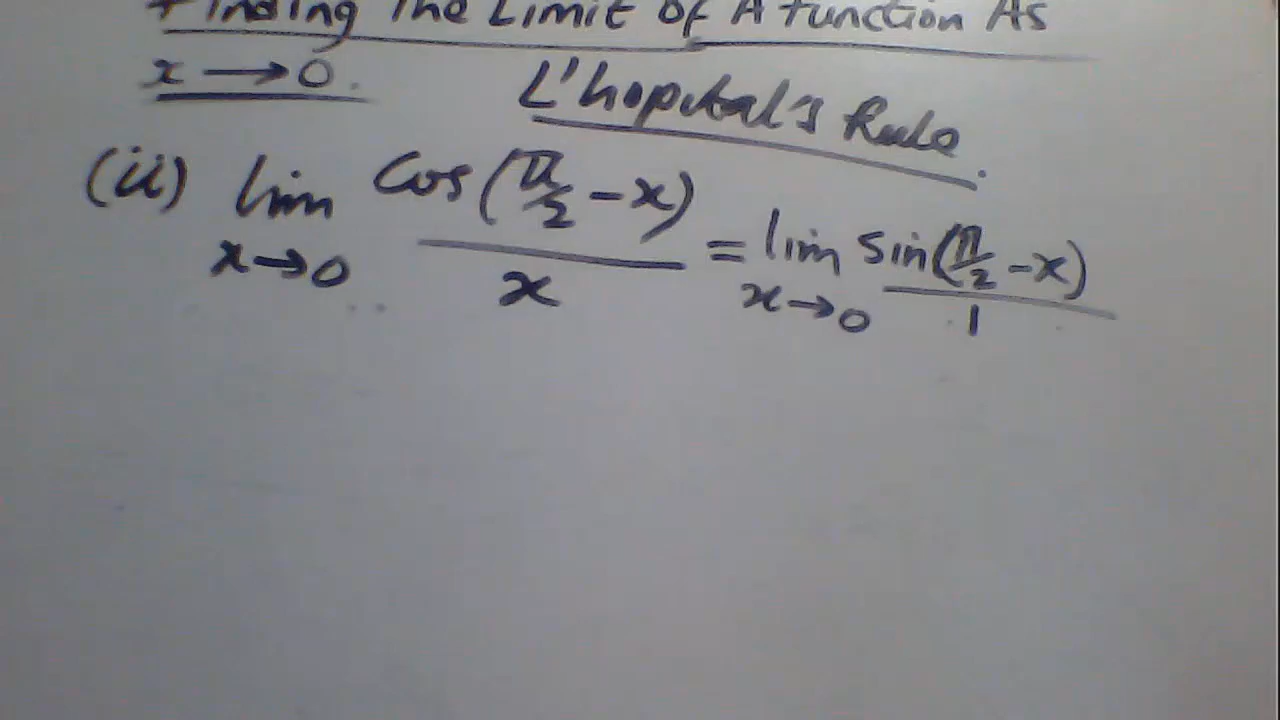 Finding The Limit Of A function As
x → 0.
L'hopital's Rule.
(ii) lim x→0 cos(π/2 - x) / x = lim x→0 sin(π/2 - x) / 1